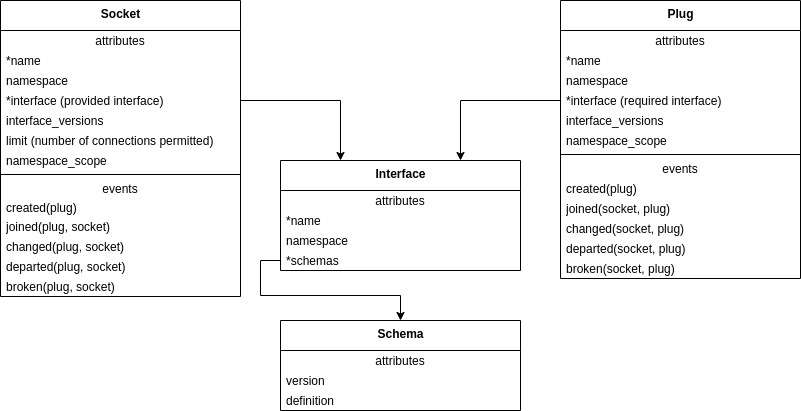 Socket
attributes
*name
namespace
*interface (provided interface)
interface_versions
limit (number of connections permitted)
namespace_scope
events
created(plug)
joined(plug, socket)
changed(plug, socket)
departed(plug, socket)
broken(plug, socket)
Plug
attributes
*name
namespace
*interface (required interface)
interface_versions
namespace_scope
events
created(plug)
joined(socket, plug)
changed(socket, plug)
departed(socket, plug)
broken(socket, plug)
Interface
attributes
*name
namespace
*schemas
Schema
attributes
version
definition